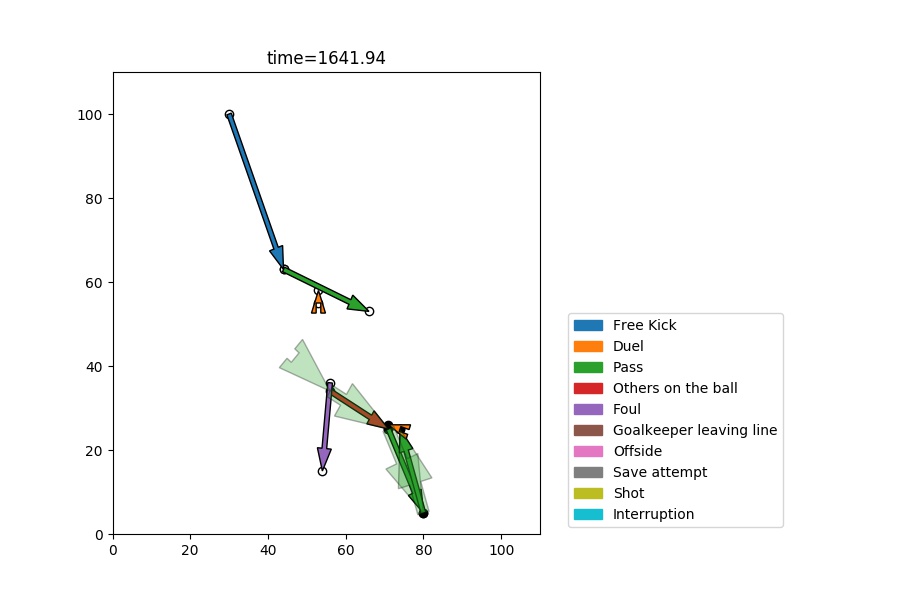 time=1641.94
100
80
60
40
20
0
0 20 40 60 80 100
Free Kick
Duel
Pass
Others on the ball
Foul
Goalkeeper leaving line
Offside
Save attempt
Shot
Interruption